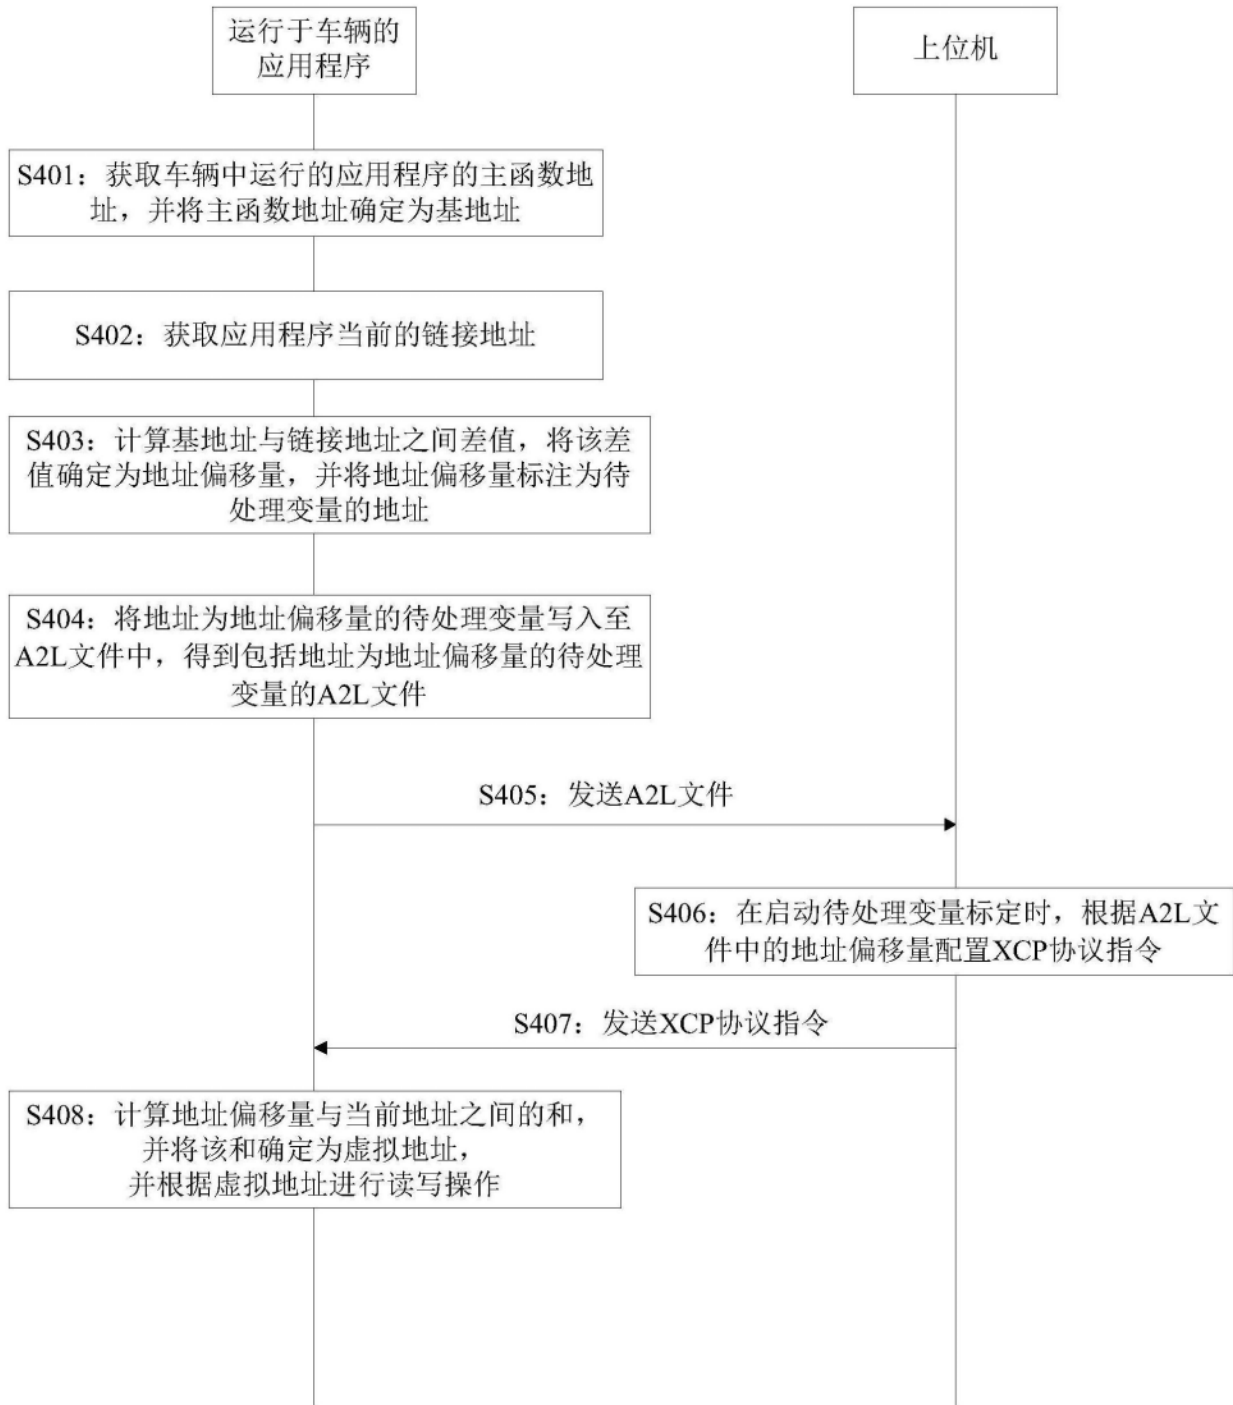 运行于车辆的
应用程序
上位机
S401：获取车辆中运行的应用程序的主函数地
址，并将主函数地址确定为基地址
S402：获取应用程序当前的链接地址
S403：计算基地址与链接地址之间差值，将该差
值确定为地址偏移量，并将地址偏移量标注为待
处理变量的地址
S404：将地址为地址偏移量的待处理变量写入至
A2L文件中，得到包括地址为地址偏移量的待处理
变量的A2L文件
S405：发送A2L文件
S406：在启动待处理变量标定时，根据A2L文
件中的地址偏移量配置XCP协议指令
S407：发送XCP协议指令
S408：计算地址偏移量与当前地址之间的和，
并将该和确定为虚拟地址，
并根据虚拟地址进行读写操作